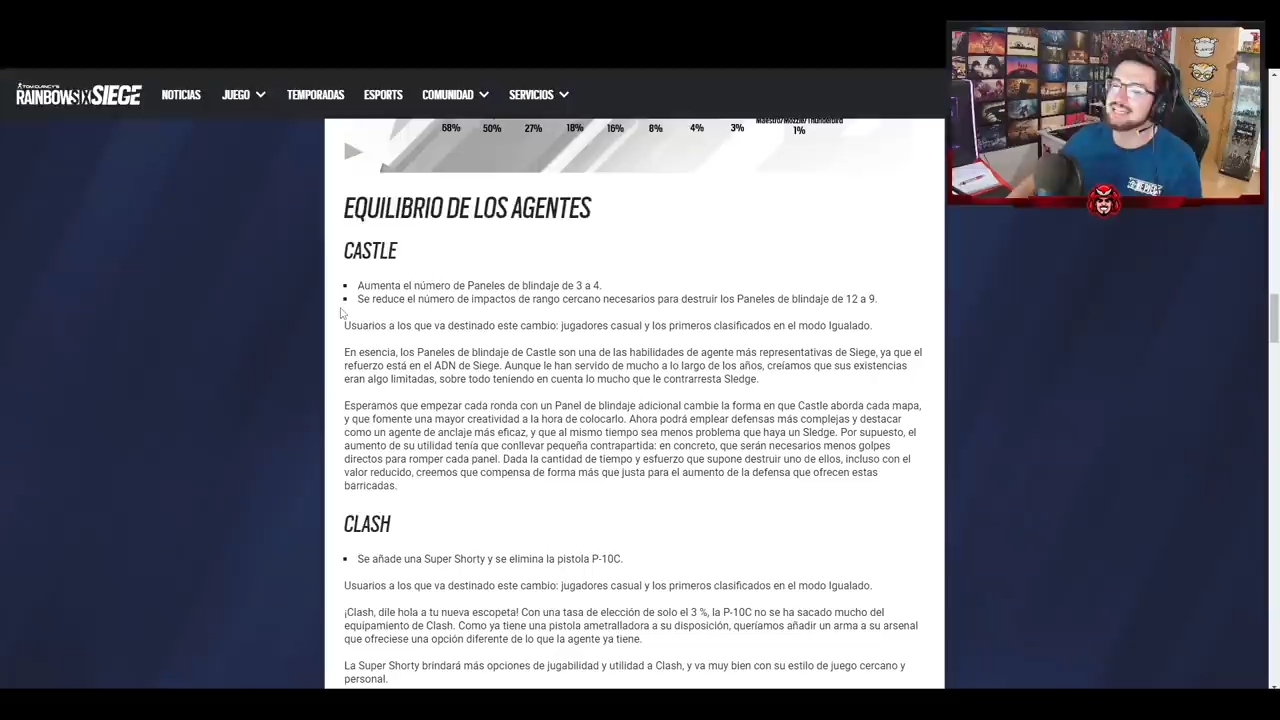 TOM CLANCY'S
RAINBOWSIX SIEGE
NOTICIAS
JUEGO
TEMPORADAS
ESPORTS
COMUNIDAD
SERVICIOS
Maestro/Mozzie/Thunderbird
68% 50% 27% 18% 16% 8% 4% 3% 1%
EQUILIBRIO DE LOS AGENTES
CASTLE
Aumenta el número de Paneles de blindaje de 3 a 4.
Se reduce el número de impactos de rango cercano necesarios para destruir los Paneles de blindaje de 12 a 9.
Usuarios a los que va destinado este cambio: jugadores casual y los primeros clasificados en el modo Igualado.
En esencia, los Paneles de blindaje de Castle son una de las habilidades de agente más representativas de Siege, ya que el
refuerzo está en el ADN de Siege. Aunque le han servido de mucho a lo largo de los años, creíamos que sus existencias
eran algo limitadas, sobre todo teniendo en cuenta lo mucho que le contrarresta Sledge.
Esperamos que empezar cada ronda con un Panel de blindaje adicional cambie la forma en que Castle aborda cada mapa,
y que fomente una mayor creatividad a la hora de colocarlo. Ahora podrá emplear defensas más complejas y destacar
como un agente de anclaje más eficaz, y que al mismo tiempo sea menos problema que haya un Sledge. Por supuesto, el
aumento de su utilidad tenía que conllevar pequeña contrapartida: en concreto, que serán necesarios menos golpes
directos para romper cada panel. Dada la cantidad de tiempo y esfuerzo que supone destruir uno de ellos, incluso con el
valor reducido, creemos que compensa de forma más que justa para el aumento de la defensa que ofrecen estas
barricadas.
CLASH
Se añade una Super Shorty y se elimina la pistola P-10C.
Usuarios a los que va destinado este cambio: jugadores casual y los primeros clasificados en el modo Igualado.
¡Clash, dile hola a tu nueva escopeta! Con una tasa de elección de solo el 3 %, la P-10C no se ha sacado mucho del
equipamiento de Clash. Como ya tiene una pistola ametralladora a su disposición, queríamos añadir un arma a su arsenal
que ofreciese una opción diferente de lo que la agente ya tiene.
La Super Shorty brindará más opciones de jugabilidad y utilidad a Clash, y va muy bien con su estilo de juego cercano y
personal.